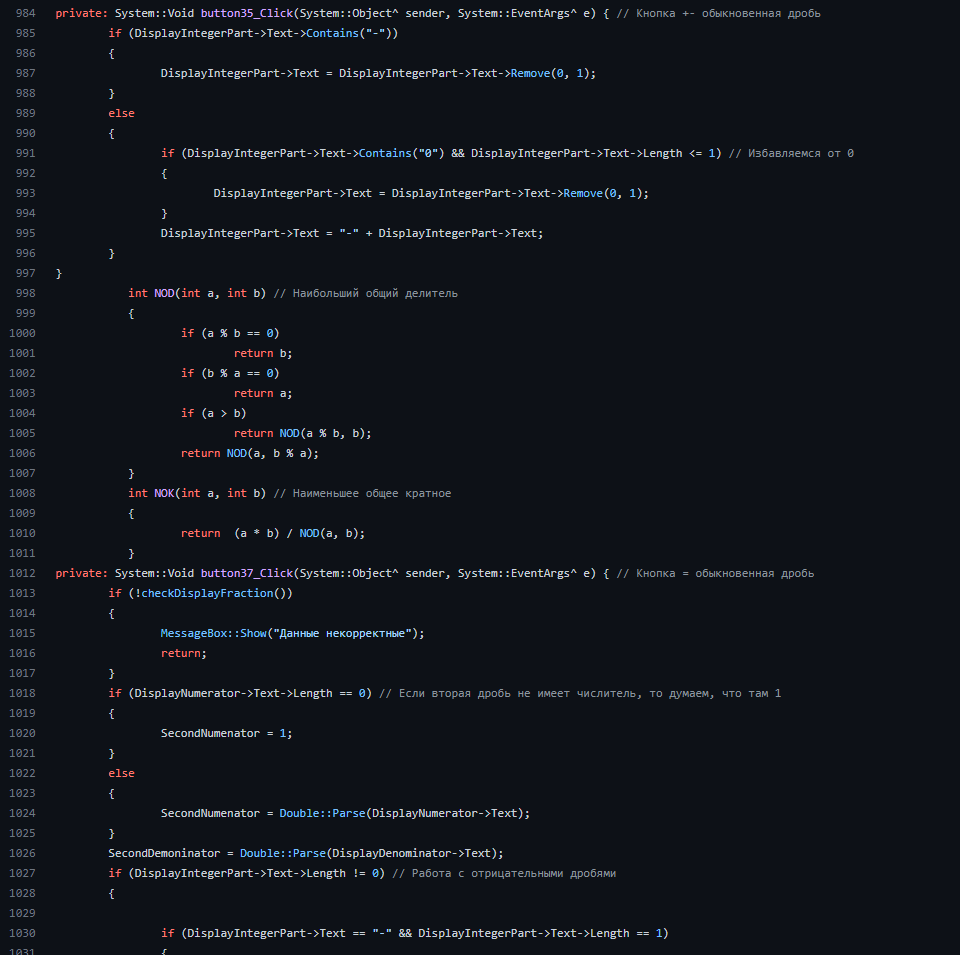 984 private: System::Void button35_Click(System::Object^ sender, System::EventArgs^ e) { // Кнопка +- обыкновенная дробь
985 if (DisplayIntegerPart->Text->Contains("-"))
986 {
987 DisplayIntegerPart->Text = DisplayIntegerPart->Text->Remove(0, 1);
988 }
989 else
990 {
991 if (DisplayIntegerPart->Text->Contains("0") && DisplayIntegerPart->Text->Length <= 1) // Избавляемся от 0
992 {
993 DisplayIntegerPart->Text = DisplayIntegerPart->Text->Remove(0, 1);
994 }
995 DisplayIntegerPart->Text = "-" + DisplayIntegerPart->Text;
996 }
997 }
998 int NOD(int a, int b) // Наибольший общий делитель
999 {
1000 if (a % b == 0)
1001 return b;
1002 if (b % a == 0)
1003 return a;
1004 if (a > b)
1005 return NOD(a % b, b);
1006 return NOD(a, b % a);
1007 }
1008 int NOK(int a, int b) // Наименьшее общее кратное
1009 {
1010 return  (a * b) / NOD(a, b);
1011 }
1012 private: System::Void button37_Click(System::Object^ sender, System::EventArgs^ e) { // Кнопка = обыкновенная дробь
1013 if (!checkDisplayFraction())
1014 {
1015 MessageBox::Show("Данные некорректные");
1016 return;
1017 }
1018 if (DisplayNumerator->Text->Length == 0) // Если вторая дробь не имеет числитель, то думаем, что там 1
1019 {
1020 SecondNumenator = 1;
1021 }
1022 else
1023 {
1024 SecondNumenator = Double::Parse(DisplayNumerator->Text);
1025 }
1026 SecondDemoninator = Double::Parse(DisplayDenominator->Text);
1027 if (DisplayIntegerPart->Text->Length != 0) // Работа с отрицательными дробями
1028 {
1029
1030 if (DisplayIntegerPart->Text == "-" && DisplayIntegerPart->Text->Length == 1)
1031 {